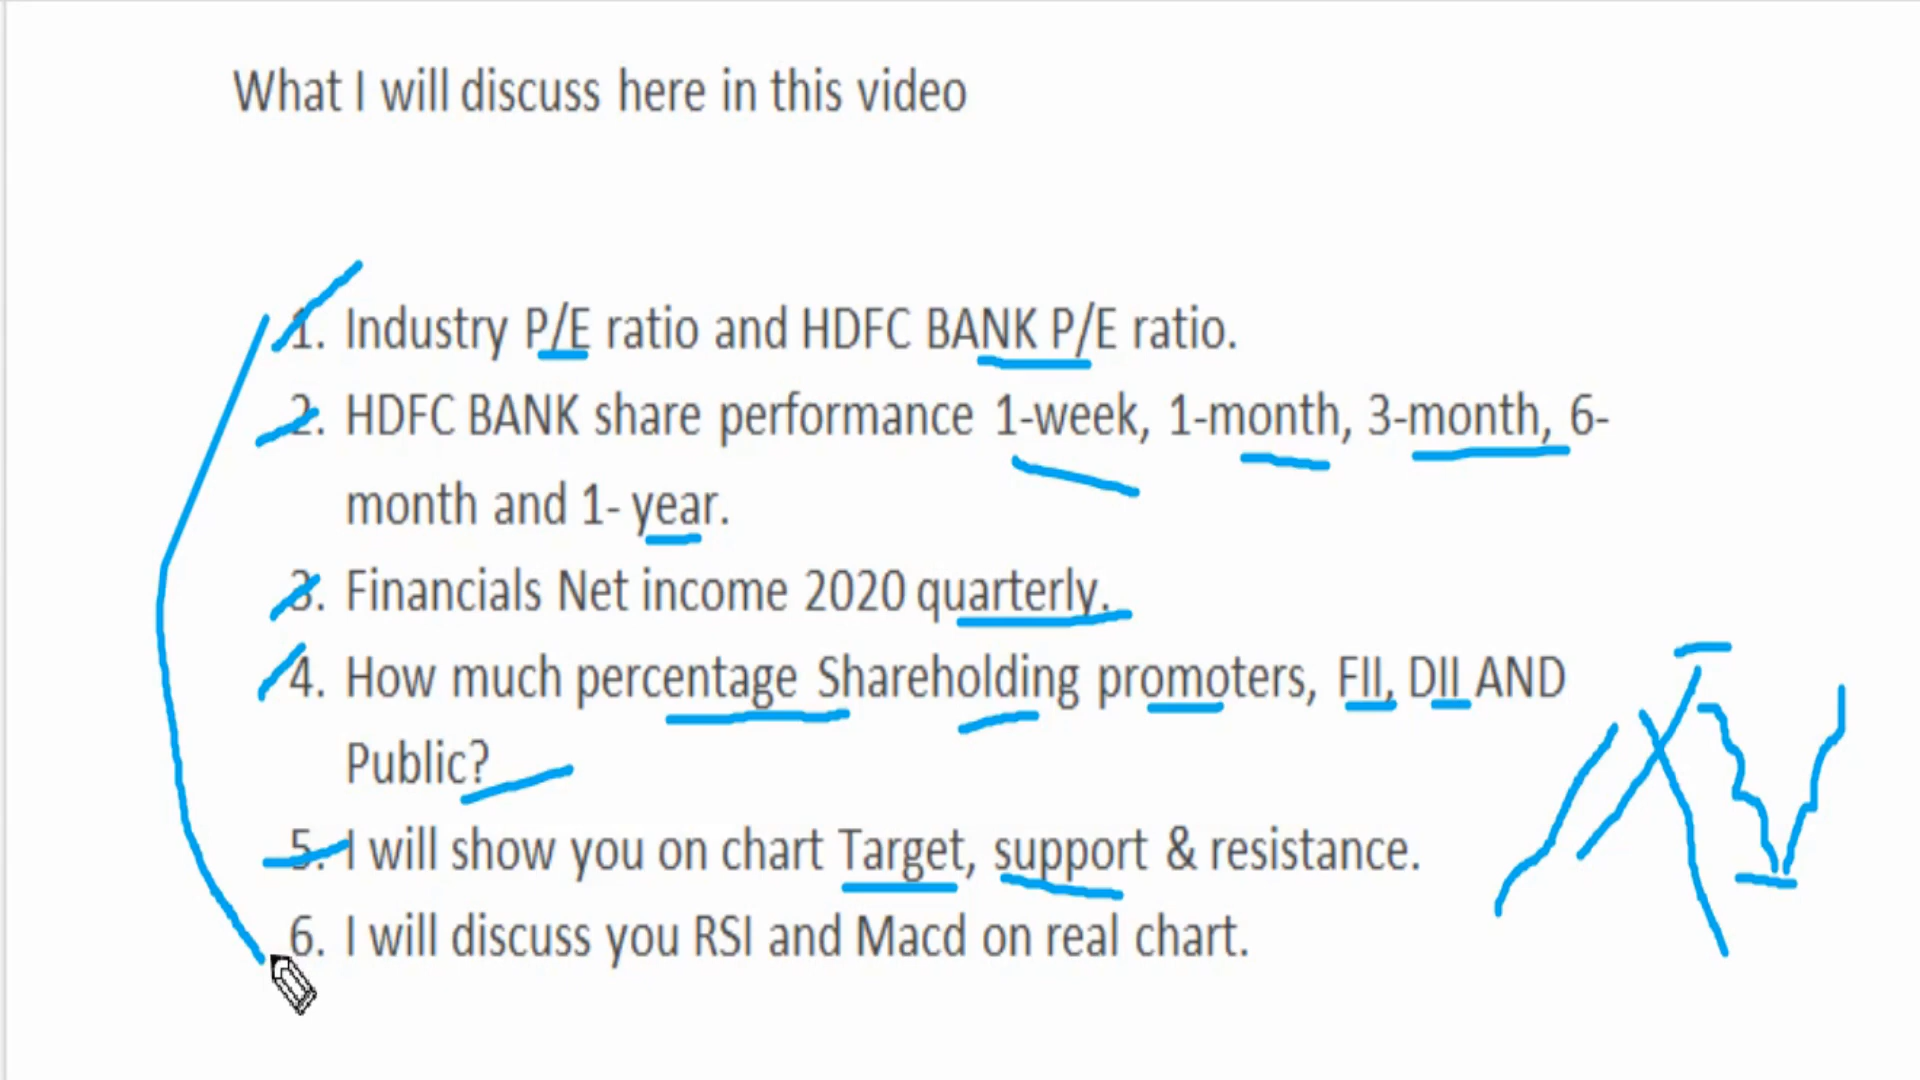 What I will discuss here in this video
1. Industry P/E ratio and HDFC BANK P/E ratio.
2. HDFC BANK share performance 1-week, 1-month, 3-month, 6-
month and 1- year.
3. Financials Net income 2020 quarterly.
4. How much percentage Shareholding promoters, FII, DII AND
Public?
5. I will show you on chart Target, support & resistance.
6. I will discuss you RSI and Macd on real chart.